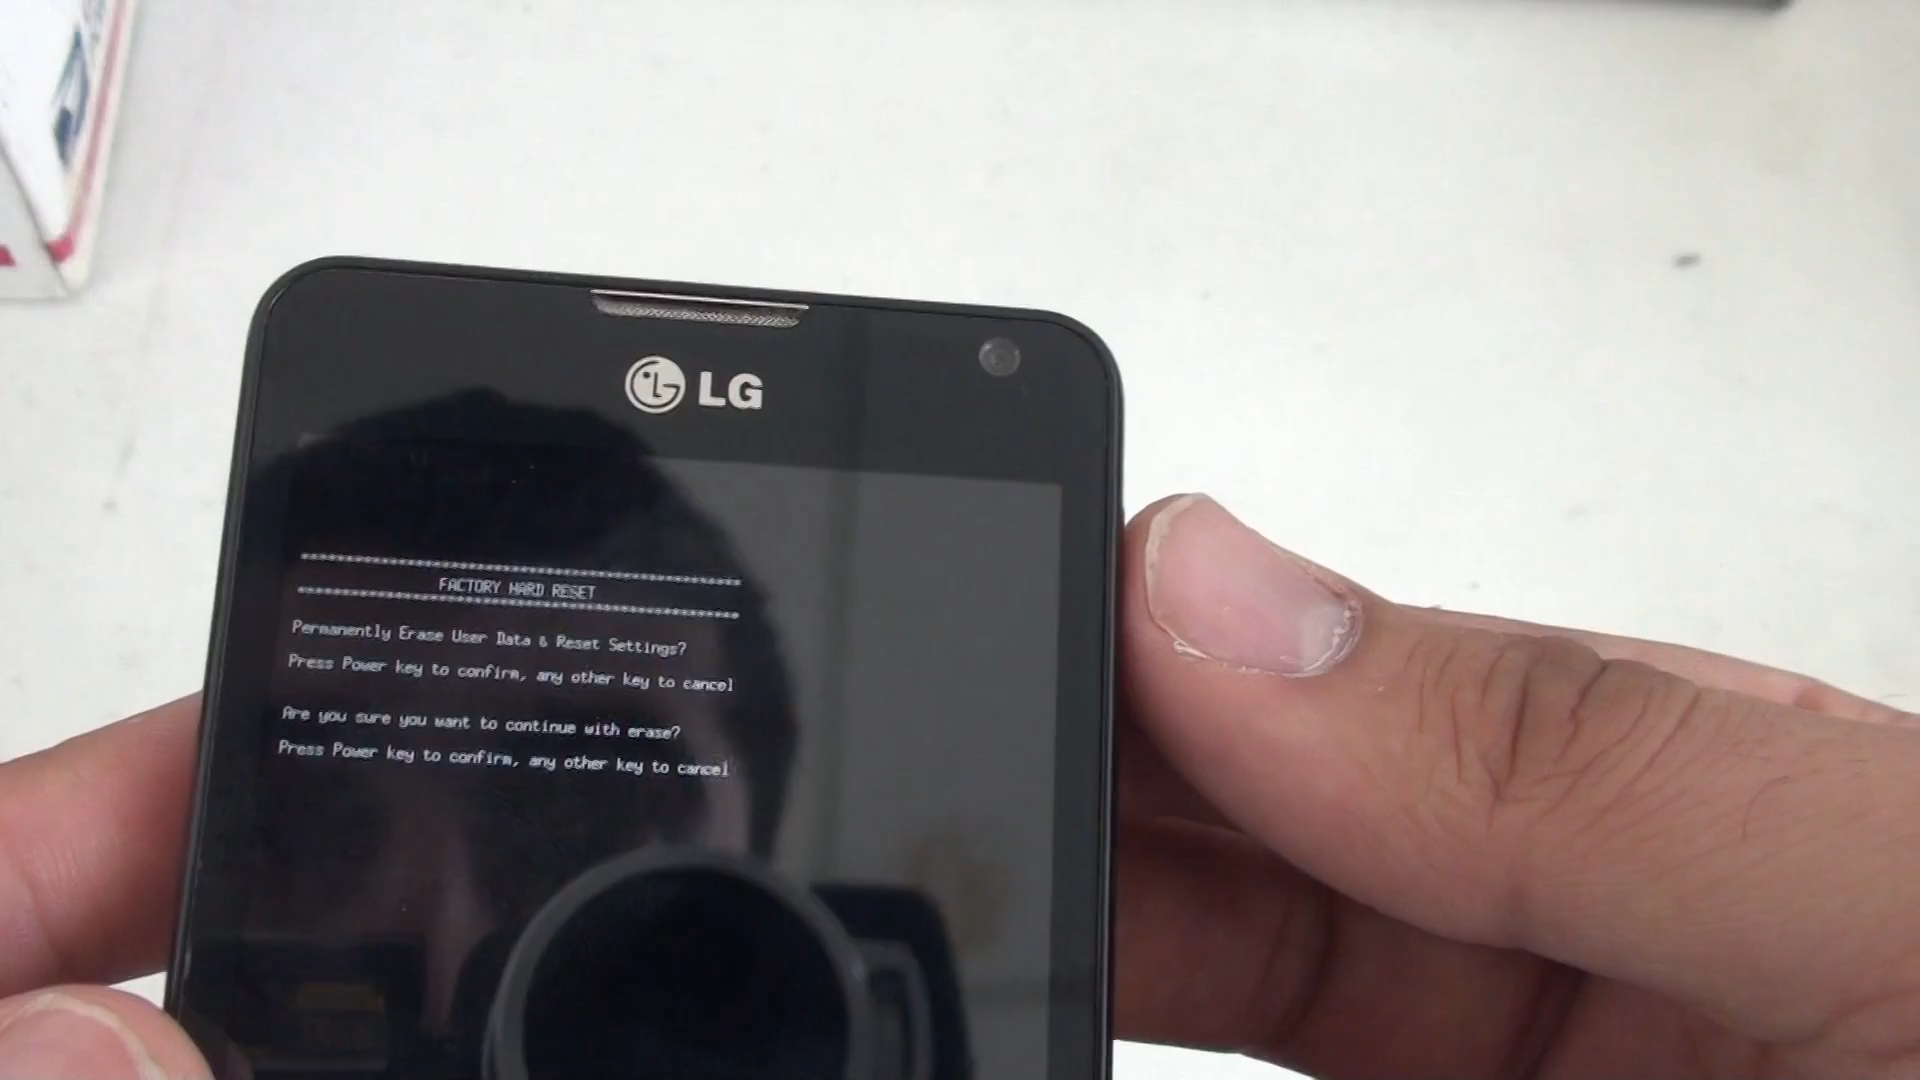 LG
FACTORY HARD RESET
Permanently Erase User Data & Reset Settings?
Press Power key to confirm, any other key to cancel
Are you sure you want to continue with erase?
Press Power key to confirm, any other key to cancel